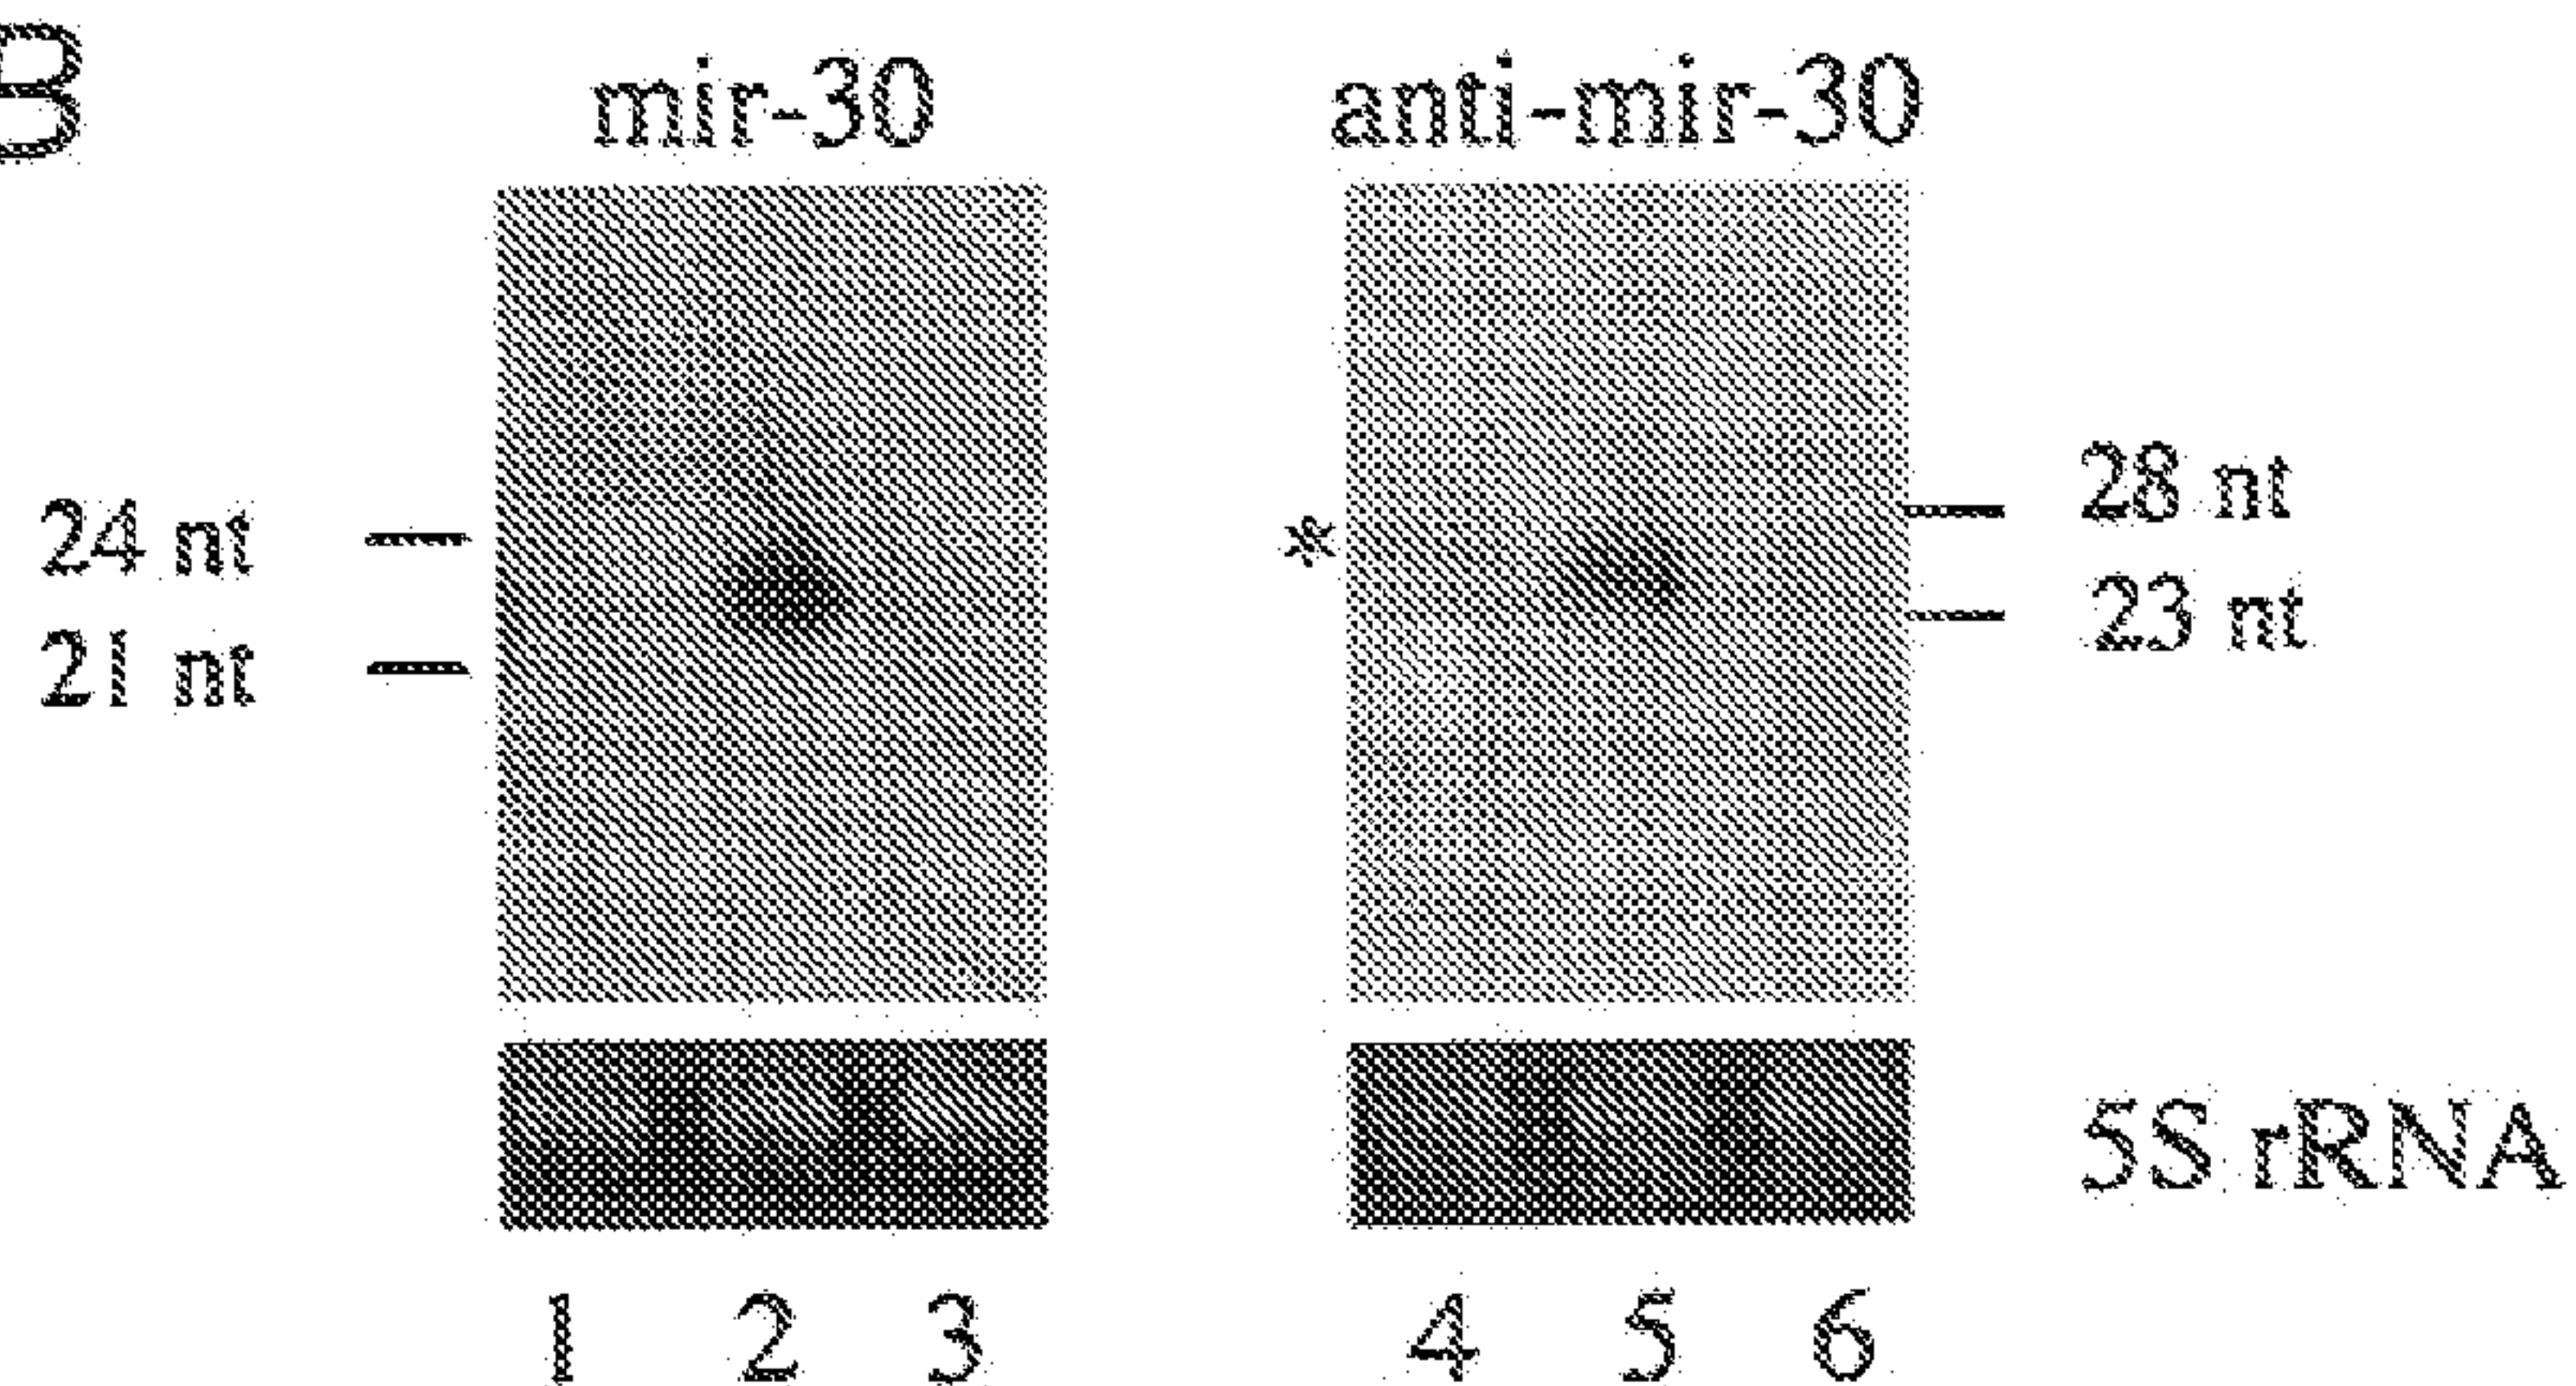 B
mir-30 anti-mir-30
24 nt
21 nt
*
28 nt
23 nt
5S rRNA
1 2 3 4 5 6